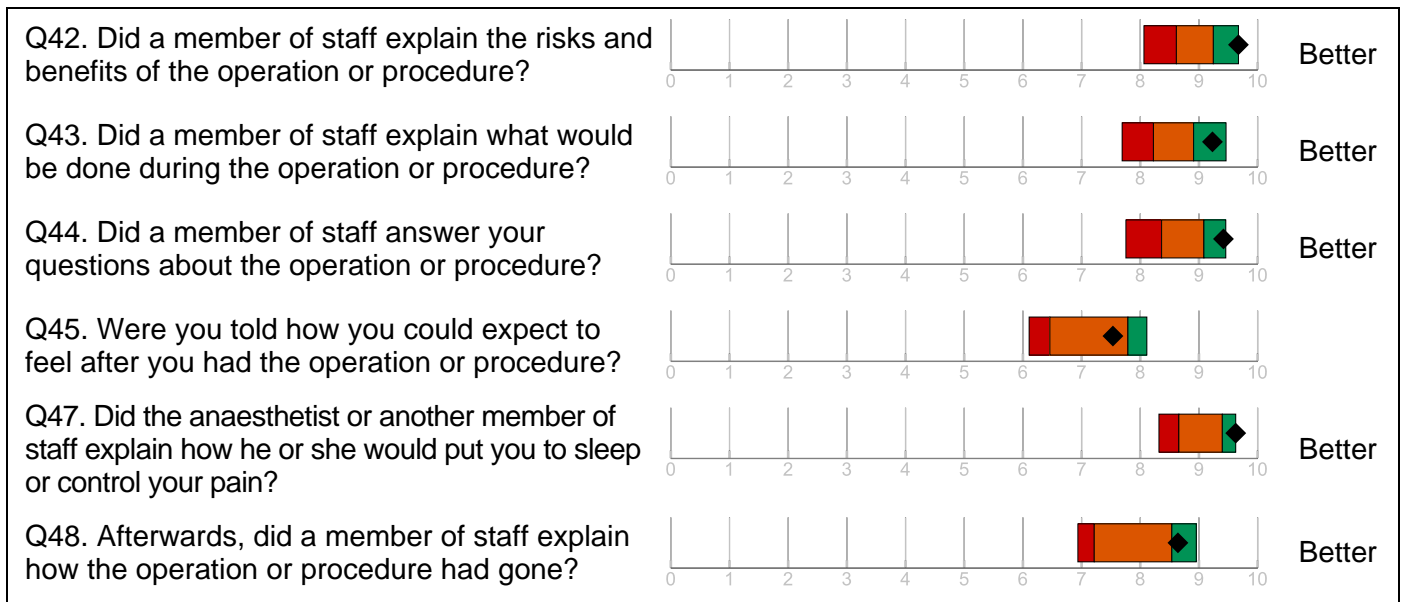 Q42. Did a member of staff explain the risks and
benefits of the operation or procedure?
Better
0 1 2 3 4 5 6 7 8 9 10
Q43. Did a member of staff explain what would
be done during the operation or procedure?
Better
0 1 2 3 4 5 6 7 8 9 10
Q44. Did a member of staff answer your
questions about the operation or procedure?
Better
0 1 2 3 4 5 6 7 8 9 10
Q45. Were you told how you could expect to
feel after you had the operation or procedure?
0 1 2 3 4 5 6 7 8 9 10
Q47. Did the anaesthetist or another member of
staff explain how he or she would put you to sleep
or control your pain?
Better
0 1 2 3 4 5 6 7 8 9 10
Q48. Afterwards, did a member of staff explain
how the operation or procedure had gone?
Better
0 1 2 3 4 5 6 7 8 9 10